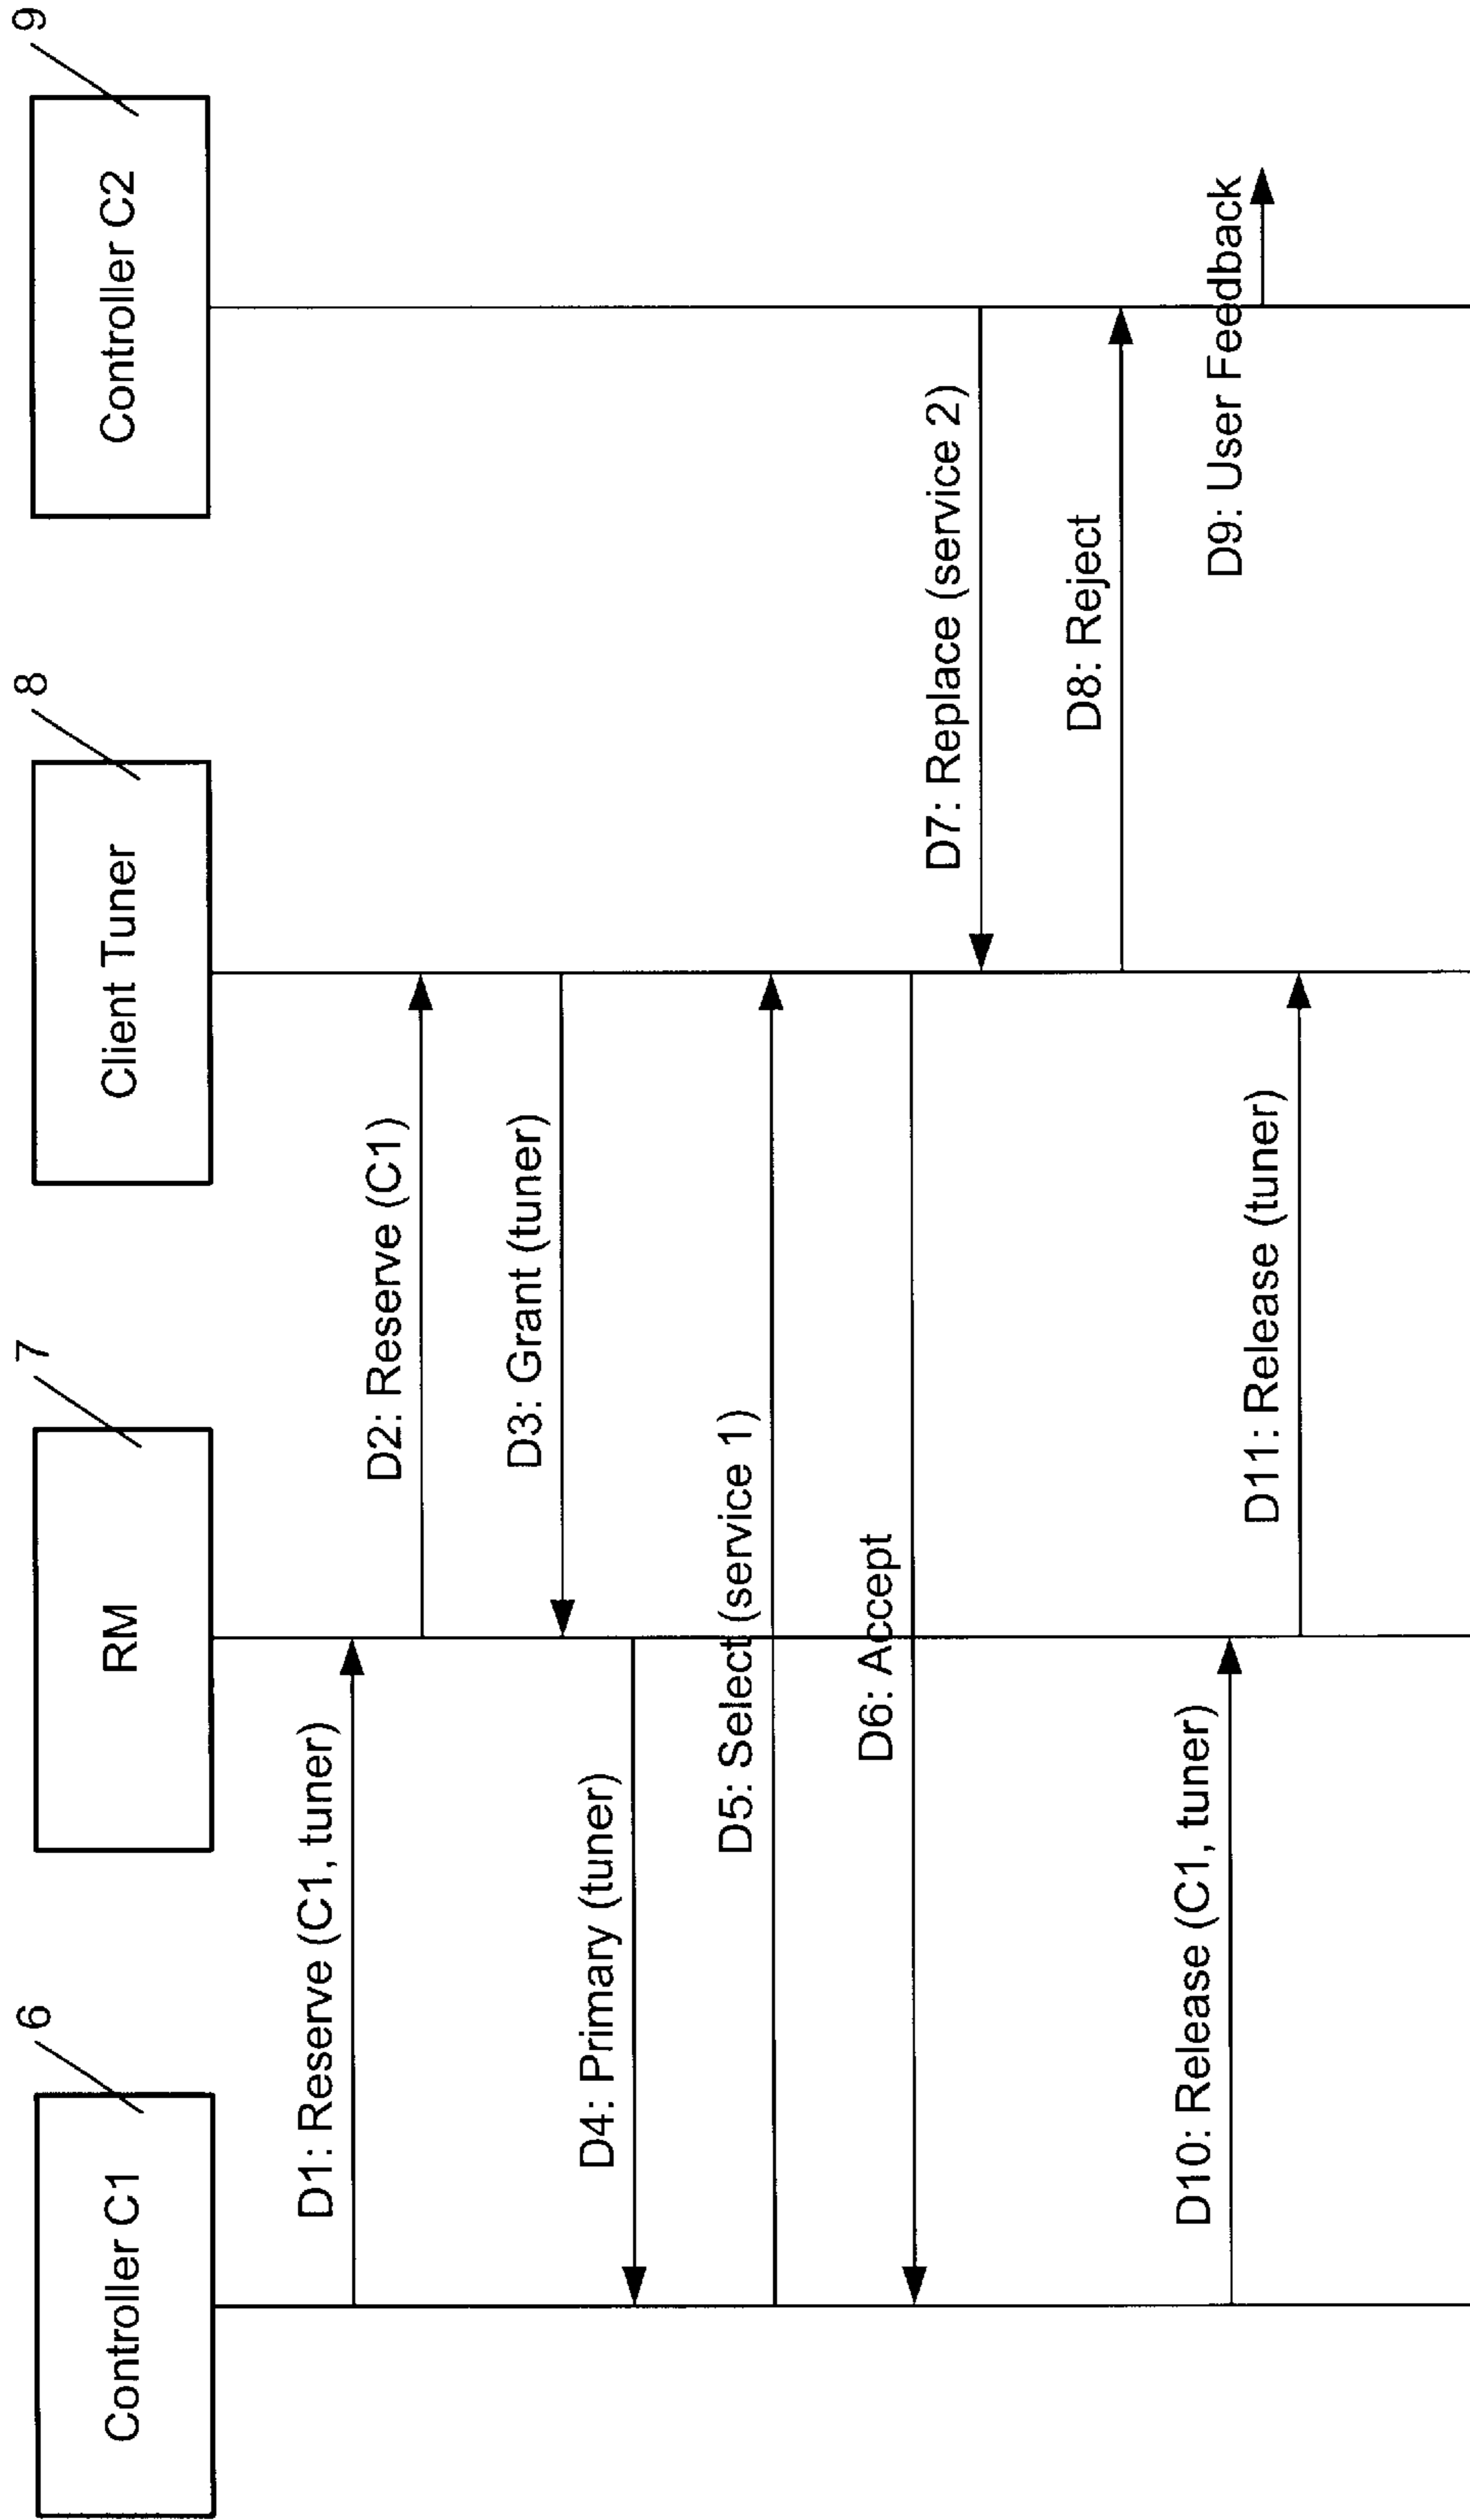 6
7
8
9
Controller C1
RM
Client Tuner
Controller C2
D1: Reserve (C1, tuner)
D2: Reserve (C1)
D3: Grant (tuner)
D4: Primary (tuner)
D5: Select (service 1)
D6: Accept
D7: Replace (service 2)
D8: Reject
D9: User Feedback
D10: Release (C1, tuner)
D11: Release (tuner)